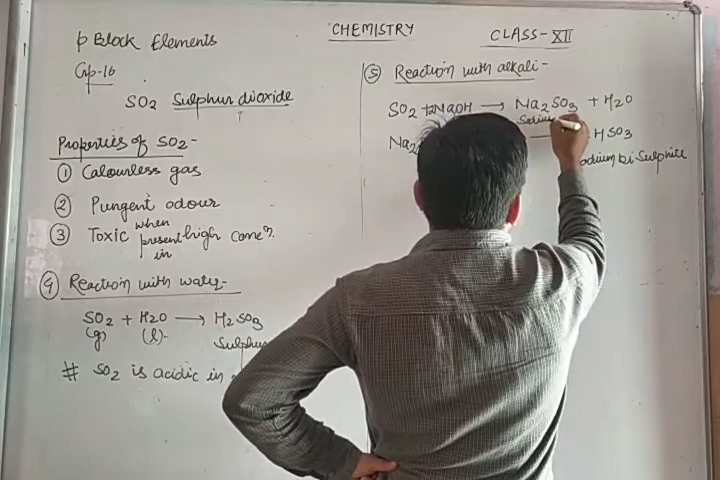 CHEMISTRY
CLASS-XII
p Block Elements
Gp-16
SO2 Sulphur dioxide
Properties of SO2-
① Colourless gas
② Pungent odour
③ Toxic when present in high concn.
④ Reaction with water-
SO2 + H2O → H2SO3
(g) (l)-
Sulphur
# SO2 is acidic in
⑤ Reaction with alkali-
SO2 + 2NaOH → Na2SO3 + H2O
Sodium
Na2 HSO3
odium bi-Sulphite